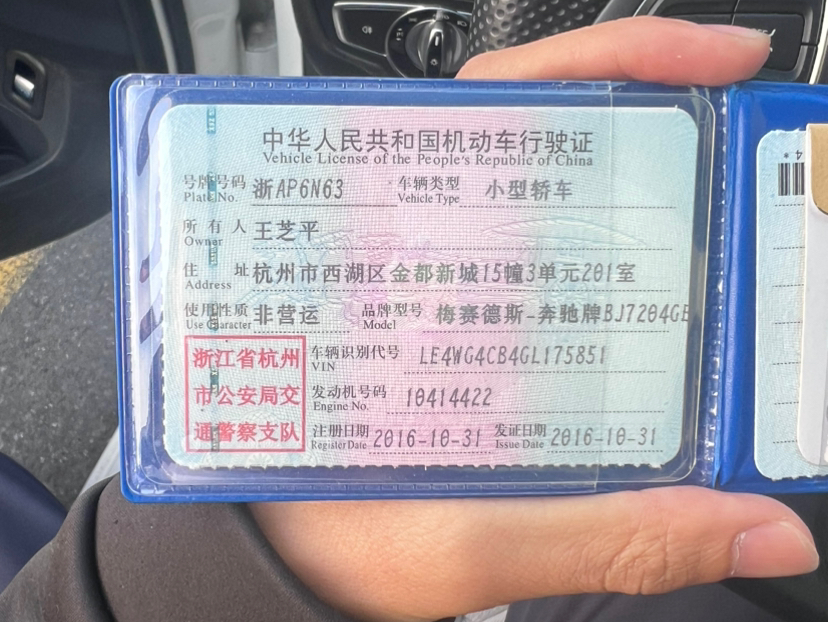 中华人民共和国机动车行驶证
Vehicle License of the People's Republic of China
号牌号码 浙AP6N63 车辆类型 小型轿车
Plate No. Vehicle Type
所有人 王芝平
Owner
住址 杭州市西湖区金都新城15幢3单元201室
Address
使用性质 非营运 品牌型号 梅赛德斯-奔驰牌BJ7204GE
Use Character Model
浙江省杭州
市公安局交
通警察支队
车辆识别代号 LE4WG4CB4GL175851
VIN
发动机号码 10414422
Engine No.
注册日期 2016-10-31 发证日期 2016-10-31
Register Date Issue Date